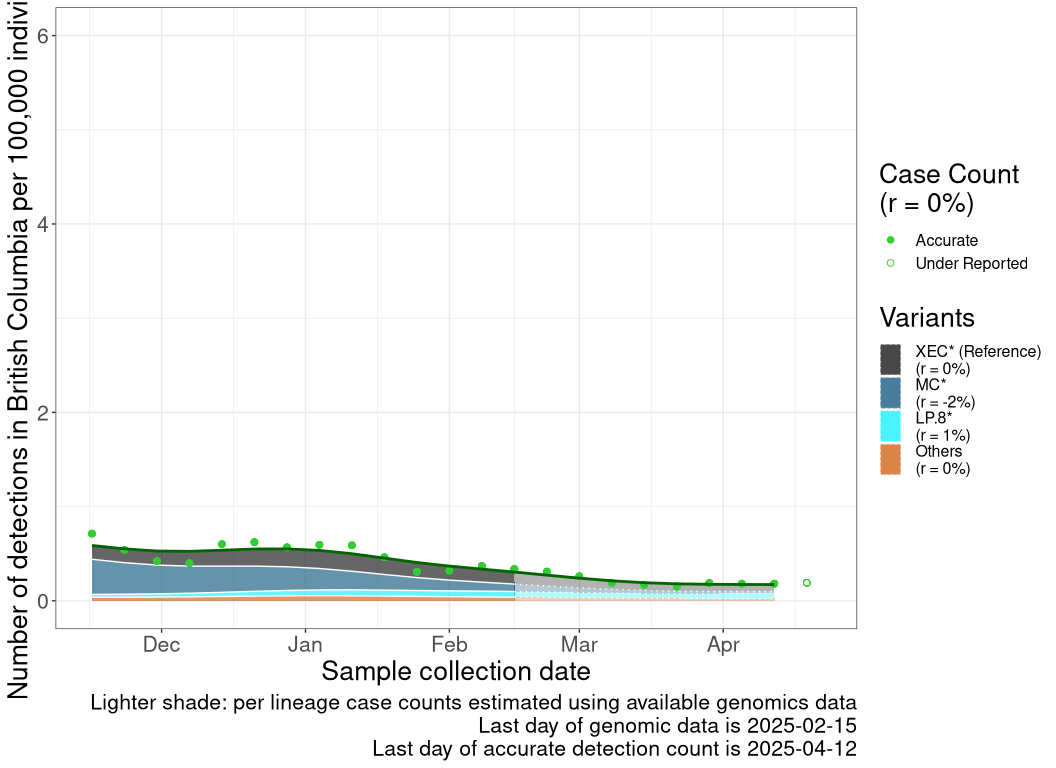 Number of detections in British Columbia per 100,000
6
4
2
0
Dec Jan Feb Mar Apr
Sample collection date
Lighter shade: per lineage case counts estimated using available genomics data
Last day of genomic data is 2025-02-15
Last day of accurate detection count is 2025-04-12
Case Count
(r = 0%)
Accurate
Under Reported
Variants
XEC* (Reference)
(r = 0%)
MC*
(r = -2%)
LP.8*
(r = 1%)
Others
(r = 0%)